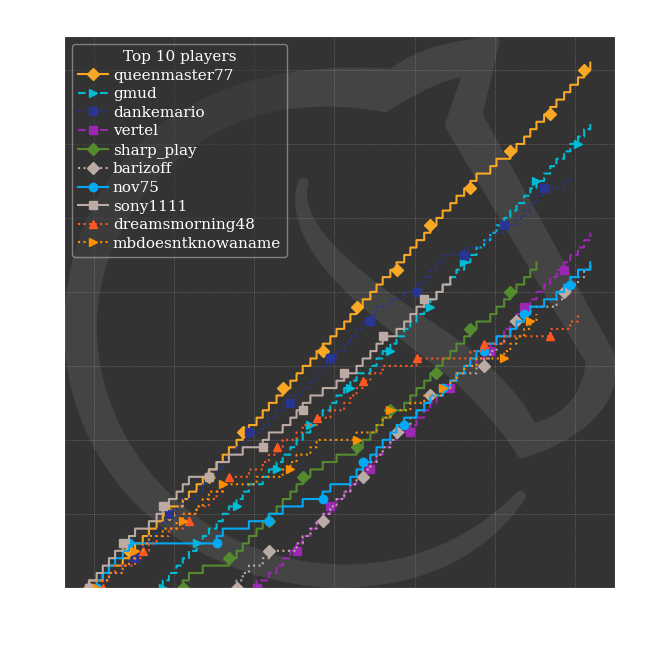 Top 10 players
queenmaster77
gmud
dankemario
vertel
sharp_play
barizoff
nov75
sony1111
dreamsmorning48
mbdoesntknowaname